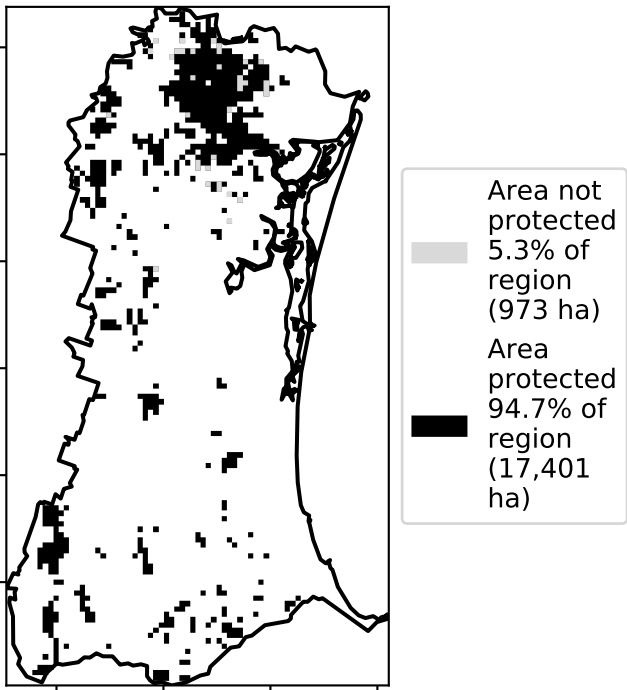 Area not
protected
5.3% of
region
(973 ha)
Area
protected
94.7% of
region
(17,401
ha)